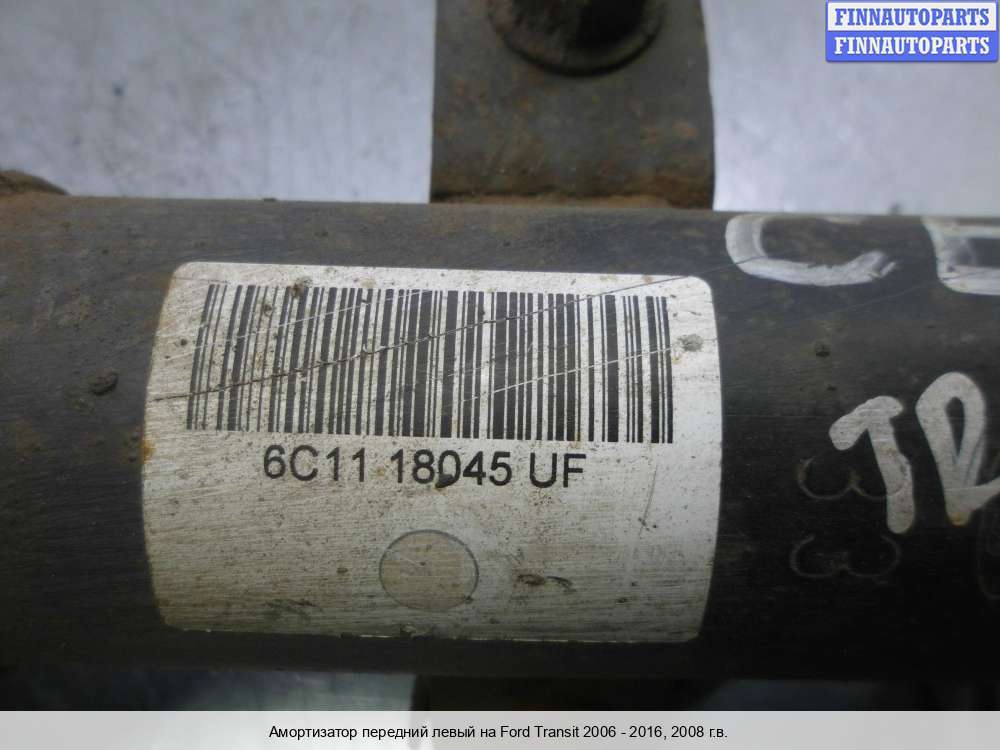 FINNAUTOPARTS
FINNAUTOPARTS
6C11 18045 UF
Амортизатор передний левый на Ford Transit 2006 - 2016, 2008 г.в.